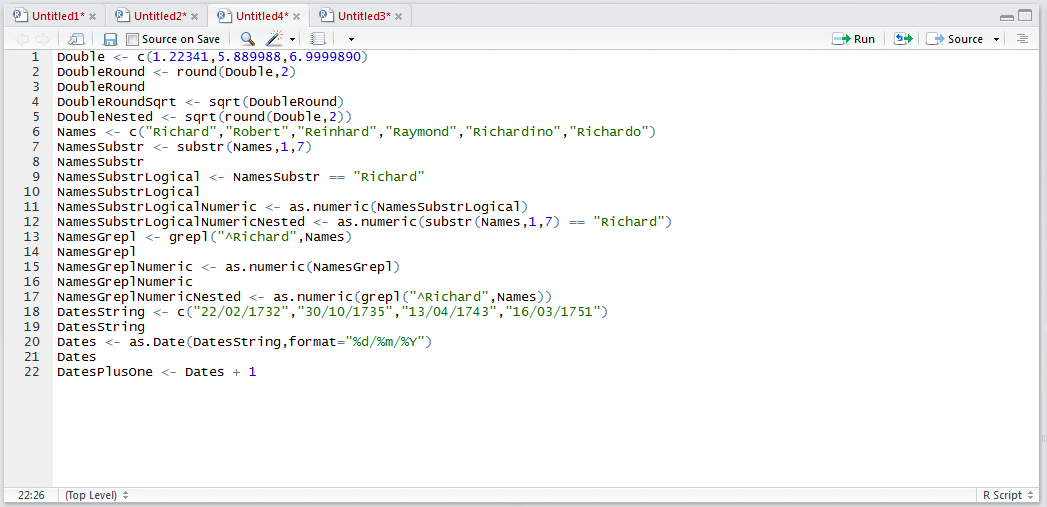 Untitled1* Untitled2* Untitled4* Untitled3*
Source on Save Run Source
1 Double <- c(1.22341,5.889988,6.9999890)
2 DoubleRound <- round(Double,2)
3 DoubleRound
4 DoubleRoundSqrt <- sqrt(DoubleRound)
5 DoubleNested <- sqrt(round(Double,2))
6 Names <- c("Richard","Robert","Reinhard","Raymond","Richardino","Richardo")
7 NamesSubstr <- substr(Names,1,7)
8 NamesSubstr
9 NamesSubstrLogical <- NamesSubstr == "Richard"
10 NamesSubstrLogical
11 NamesSubstrLogicalNumeric <- as.numeric(NamesSubstrLogical)
12 NamesSubstrLogicalNumericNested <- as.numeric(substr(Names,1,7) == "Richard")
13 NamesGrepl <- grepl("^Richard",Names)
14 NamesGrepl
15 NamesGreplNumeric <- as.numeric(NamesGrepl)
16 NamesGreplNumeric
17 NamesGreplNumericNested <- as.numeric(grepl("^Richard",Names))
18 DatesString <- c("22/02/1732","30/10/1735","13/04/1743","16/03/1751")
19 DatesString
20 Dates <- as.Date(DatesString,format="%d/%m/%Y")
21 Dates
22 DatesPlusOne <- Dates + 1
22:26 (Top Level) R Script